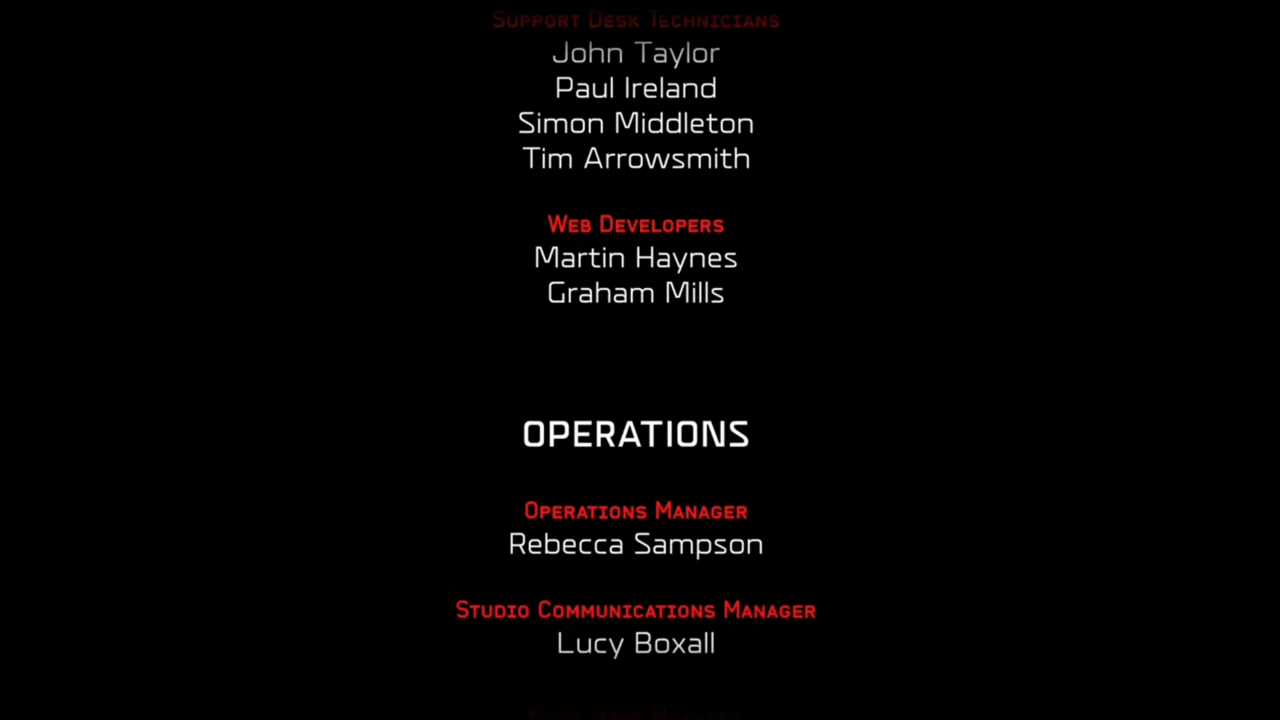 Support Desk Technicians
John Taylor
Paul Ireland
Simon Middleton
Tim Arrowsmith
Web Developers
Martin Haynes
Graham Mills
OPERATIONS
Operations Manager
Rebecca Sampson
Studio Communications Manager
Lucy Boxall